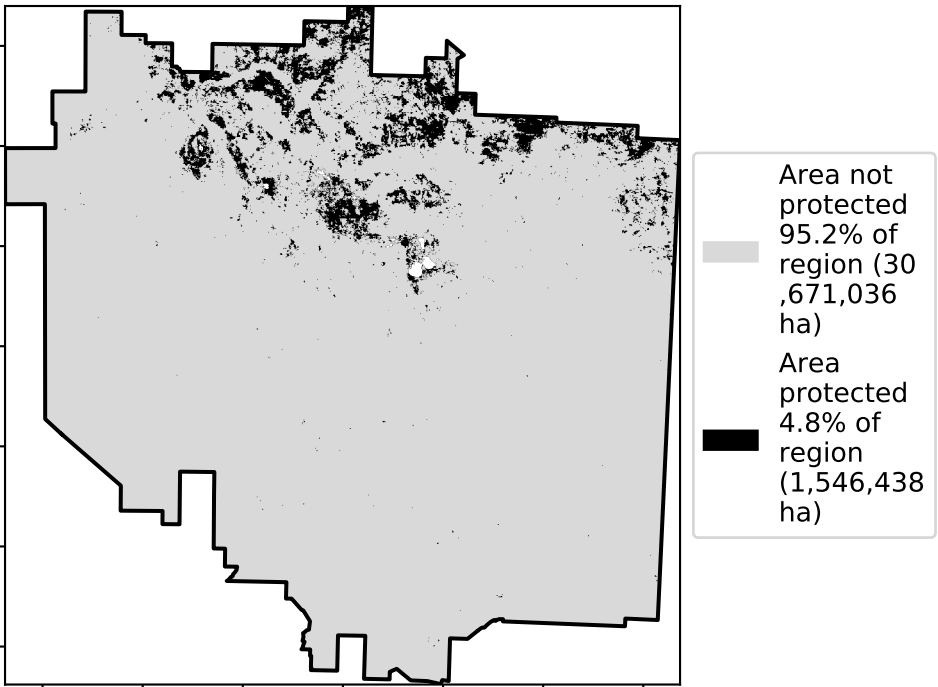 Area not
protected
95.2% of
region (30
,671,036
ha)
Area
protected
4.8% of
region
(1,546,438
ha)